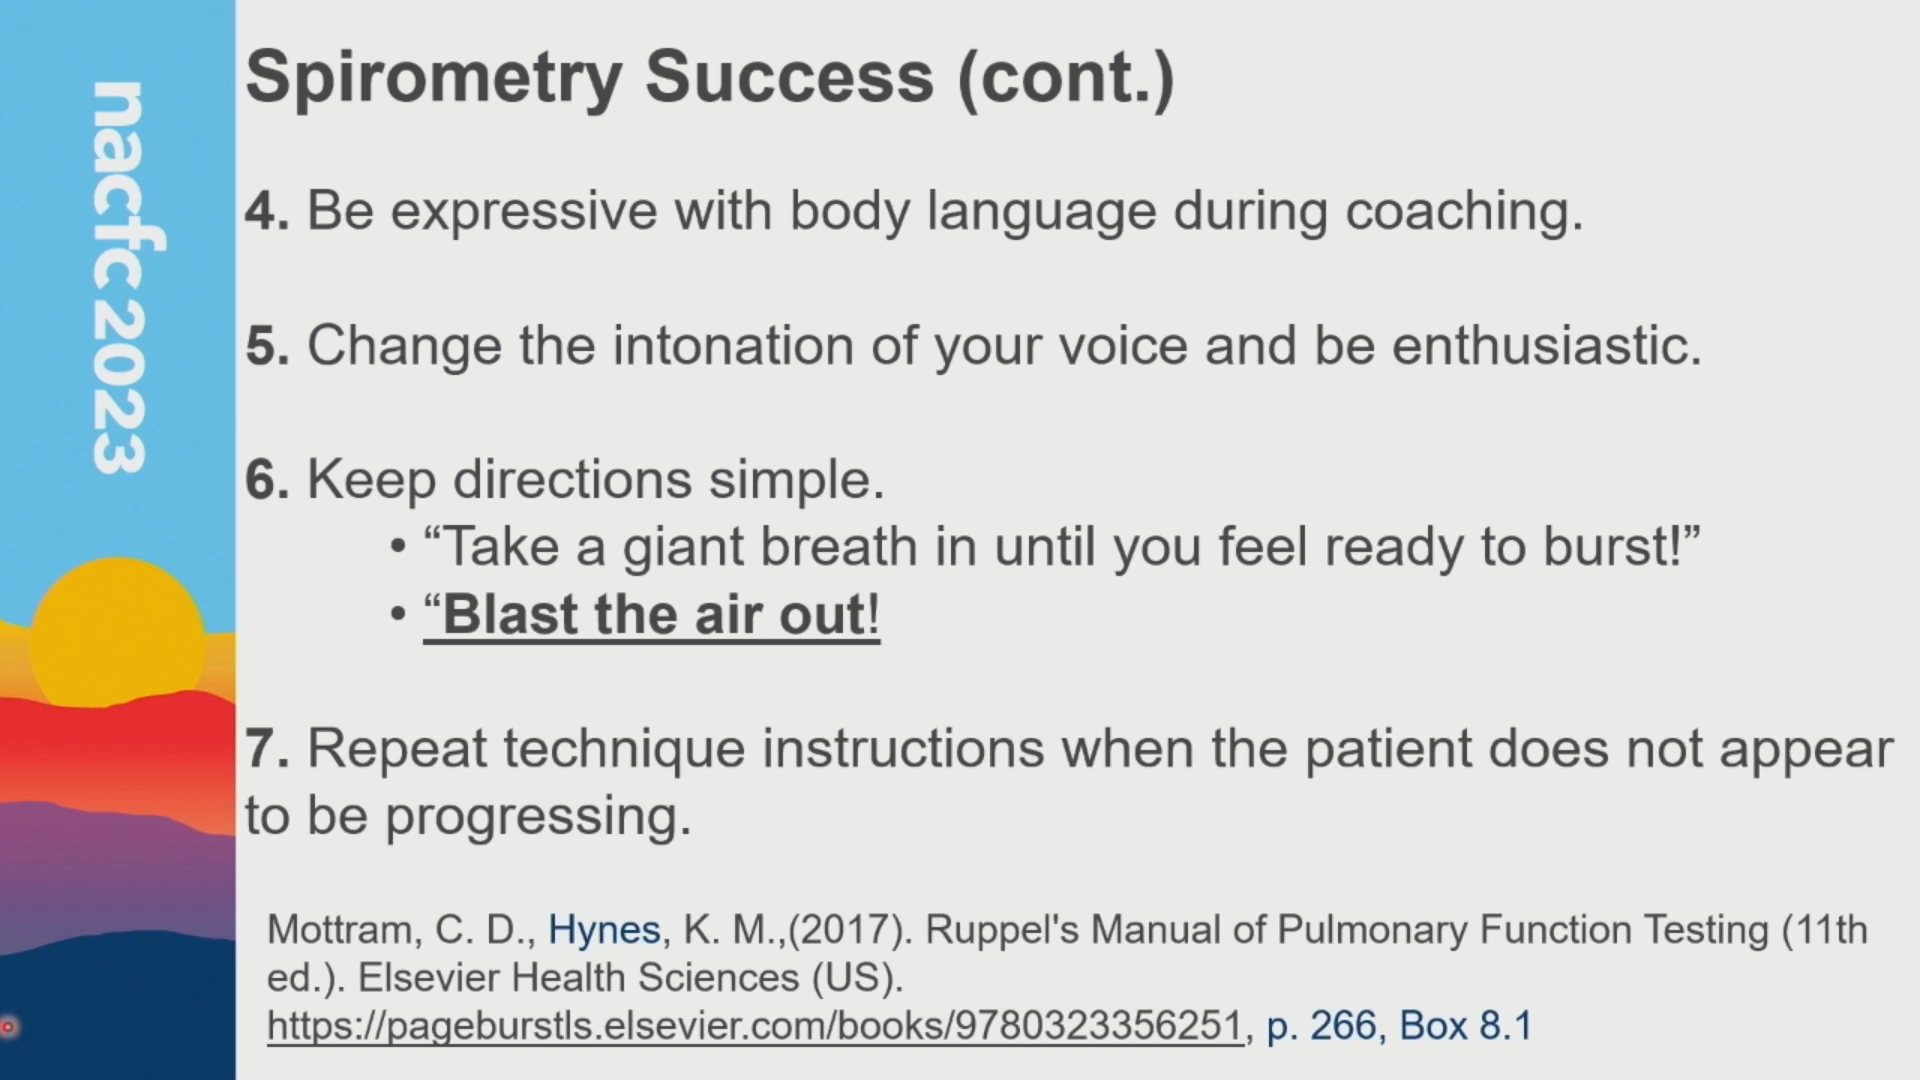 nacfc 2023
Spirometry Success (cont.)
4. Be expressive with body language during coaching.
5. Change the intonation of your voice and be enthusiastic.
6. Keep directions simple.
• “Take a giant breath in until you feel ready to burst!”
• “Blast the air out!
7. Repeat technique instructions when the patient does not appear
to be progressing.
Mottram, C. D., Hynes, K. M.,(2017). Ruppel's Manual of Pulmonary Function Testing (11th
ed.). Elsevier Health Sciences (US).
https://pageburstls.elsevier.com/books/9780323356251, p. 266, Box 8.1